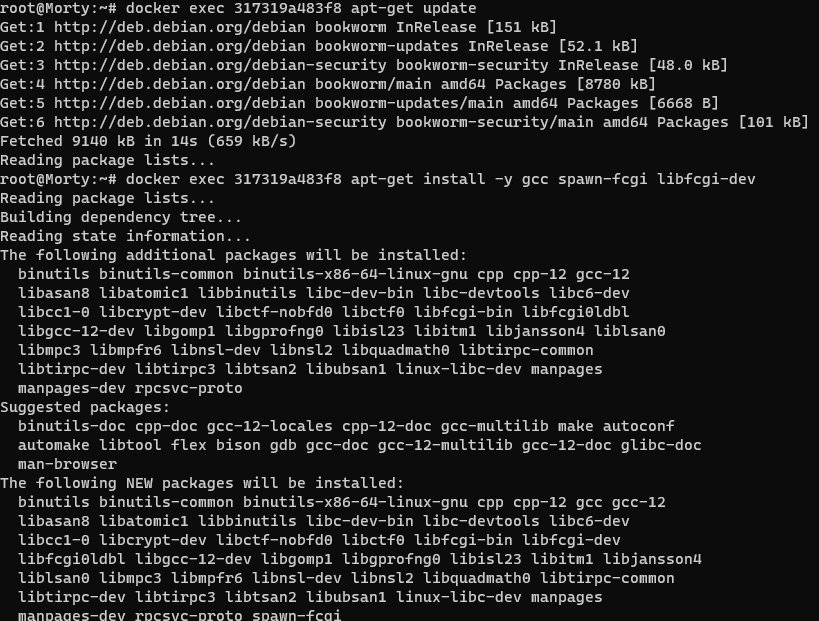 root@Morty:~# docker exec 317319a483f8 apt-get update
Get:1 http://deb.debian.org/debian bookworm InRelease [151 kB]
Get:2 http://deb.debian.org/debian bookworm-updates InRelease [52.1 kB]
Get:3 http://deb.debian.org/debian-security bookworm-security InRelease [48.0 kB]
Get:4 http://deb.debian.org/debian bookworm/main amd64 Packages [8780 kB]
Get:5 http://deb.debian.org/debian bookworm-updates/main amd64 Packages [6668 B]
Get:6 http://deb.debian.org/debian-security bookworm-security/main amd64 Packages [101 kB]
Fetched 9140 kB in 14s (659 kB/s)
Reading package lists...
root@Morty:~# docker exec 317319a483f8 apt-get install -y gcc spawn-fcgi libfcgi-dev
Reading package lists...
Building dependency tree...
Reading state information...
The following additional packages will be installed:
  binutils binutils-common binutils-x86-64-linux-gnu cpp cpp-12 gcc-12
  libasan8 libatomic1 libbinutils libc-dev-bin libc-devtools libc6-dev
  libcc1-0 libcrypt-dev libctf-nobfd0 libctf0 libfcgi-bin libfcgi0ldbl
  libgcc-12-dev libgomp1 libgprofng0 libisl23 libitm1 libjansson4 liblsan0
  libmpc3 libmpfr6 libnsl-dev libnsl2 libquadmath0 libtirpc-common
  libtirpc-dev libtirpc3 libtsan2 libubsan1 linux-libc-dev manpages
  manpages-dev rpcsvc-proto
Suggested packages:
  binutils-doc cpp-doc gcc-12-locales cpp-12-doc gcc-multilib make autoconf
  automake libtool flex bison gdb gcc-doc gcc-12-multilib gcc-12-doc glibc-doc
  man-browser
The following NEW packages will be installed:
  binutils binutils-common binutils-x86-64-linux-gnu cpp cpp-12 gcc gcc-12
  libasan8 libatomic1 libbinutils libc-dev-bin libc-devtools libc6-dev
  libcc1-0 libcrypt-dev libctf-nobfd0 libctf0 libfcgi-bin libfcgi-dev
  libfcgi0ldbl libgcc-12-dev libgomp1 libgprofng0 libisl23 libitm1 libjansson4
  liblsan0 libmpc3 libmpfr6 libnsl-dev libnsl2 libquadmath0 libtirpc-common
  libtirpc-dev libtirpc3 libtsan2 libubsan1 linux-libc-dev manpages
  manpages-dev rpcsvc-proto spawn-fcgi